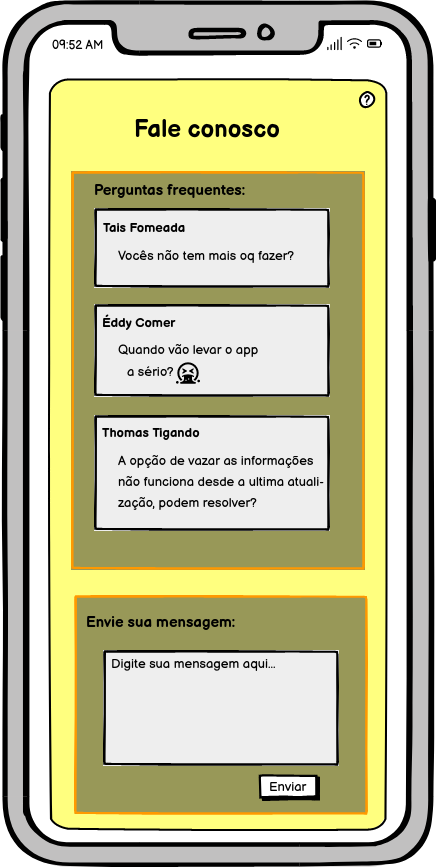 09:52 AM
?
Fale conosco
Perguntas frequentes:
Tais Fomeada
Vocês não tem mais oq fazer?
Éddy Comer
Quando vão levar o app
a sério?
Thomas Tigando
A opção de vazar as informações
não funciona desde a ultima atuali-
zação, podem resolver?
Envie sua mensagem:
Digite sua mensagem aqui...
Enviar